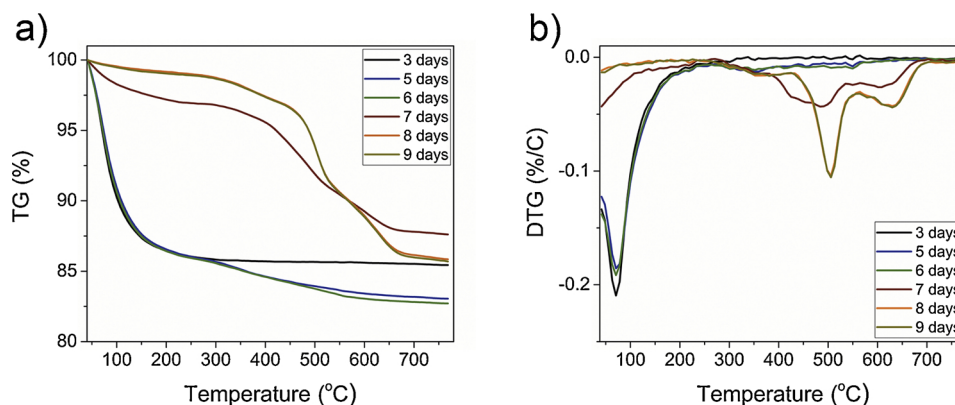 a)
100
95
90
85
80
TG (%)
100 200 300 400 500 600 700
Temperature (°C)
3 days
5 days
6 days
7 days
8 days
9 days
b)
0.0
-0.1
-0.2
DTG (%/C)
100 200 300 400 500 600 700
Temperature (°C)
3 days
5 days
6 days
7 days
8 days
9 days